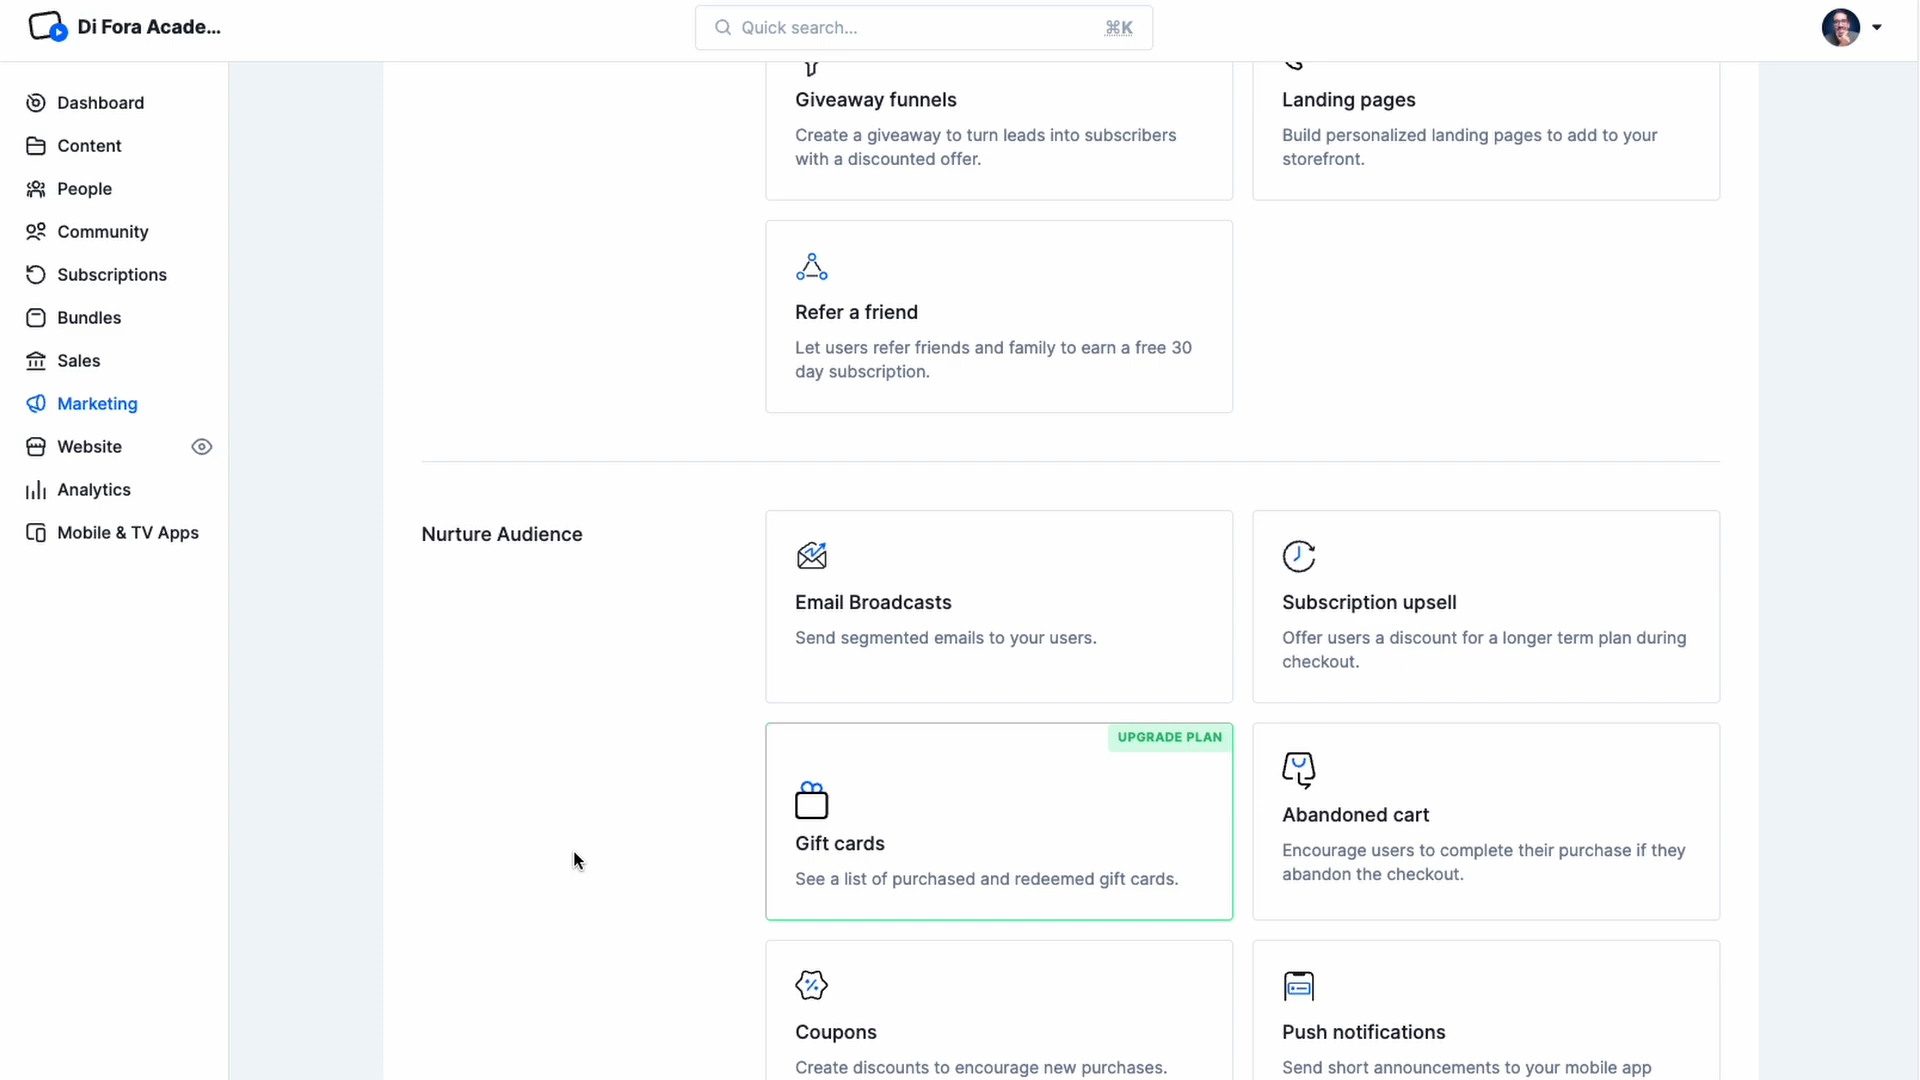 Di Fora Acade...
Quick search...
⌘K
Dashboard
Content
People
Community
Subscriptions
Bundles
Sales
Marketing
Website
Analytics
Mobile & TV Apps
Giveaway funnels
Create a giveaway to turn leads into subscribers
with a discounted offer.
Landing pages
Build personalized landing pages to add to your
storefront.
Refer a friend
Let users refer friends and family to earn a free 30
day subscription.
Nurture Audience
Email Broadcasts
Send segmented emails to your users.
Subscription upsell
Offer users a discount for a longer term plan during
checkout.
UPGRADE PLAN
Gift cards
See a list of purchased and redeemed gift cards.
Abandoned cart
Encourage users to complete their purchase if they
abandon the checkout.
Coupons
Create discounts to encourage new purchases.
Push notifications
Send short announcements to your mobile app